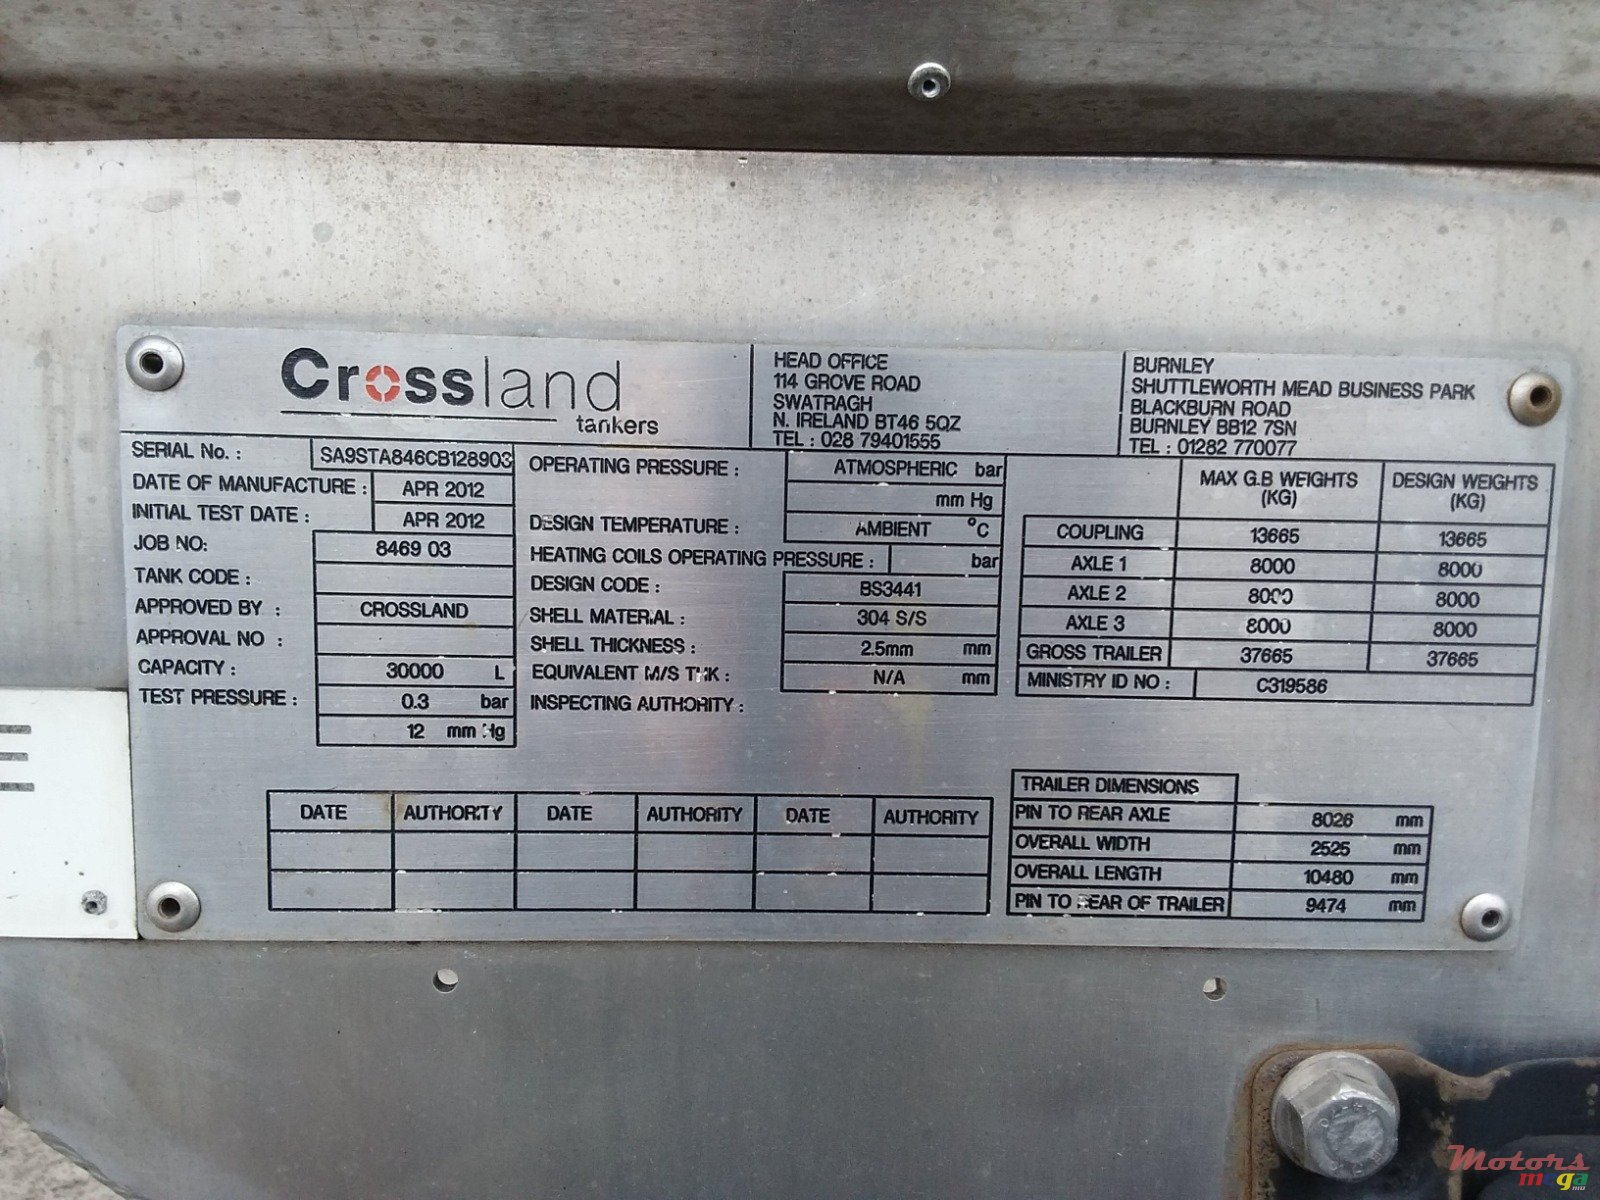 Crossland
tankers
HEAD OFFICE
114 GROVE ROAD
SWATRAGH
N. IRELAND BT46 5QZ
TEL : 028 79401555
BURNLEY
SHUTTLEWORTH MEAD BUSINESS PARK
BLACKBURN ROAD
BURNLEY BB12 7SN
TEL : 01282 770077
SERIAL No. : SA9STA846CB128903
DATE OF MANUFACTURE : APR 2012
INITIAL TEST DATE : APR 2012
JOB NO: 8469 03
TANK CODE :
APPROVED BY : CROSSLAND
APPROVAL NO :
CAPACITY : 30000 L
TEST PRESSURE : 0.3 bar
12 mm Hg
OPERATING PRESSURE : ATMOSPHERIC bar
mm Hg
DESIGN TEMPERATURE : AMBIENT °C
HEATING COILS OPERATING PRESSURE : bar
DESIGN CODE : BS3441
SHELL MATERIAL : 304 S/S
SHELL THICKNESS : 2.5mm mm
EQUIVALENT M/S THK : N/A mm
INSPECTING AUTHORITY :
MAX G.B WEIGHTS (KG) DESIGN WEIGHTS (KG)
COUPLING 13665 13665
AXLE 1 8000 8000
AXLE 2 8000 8000
AXLE 3 8000 8000
GROSS TRAILER 37665 37665
MINISTRY ID NO : C319586
DATE AUTHORITY DATE AUTHORITY DATE AUTHORITY
TRAILER DIMENSIONS
PIN TO REAR AXLE 8026 mm
OVERALL WIDTH 2525 mm
OVERALL LENGTH 10480 mm
PIN TO REAR OF TRAILER 9474 mm
Motors
mega.mu